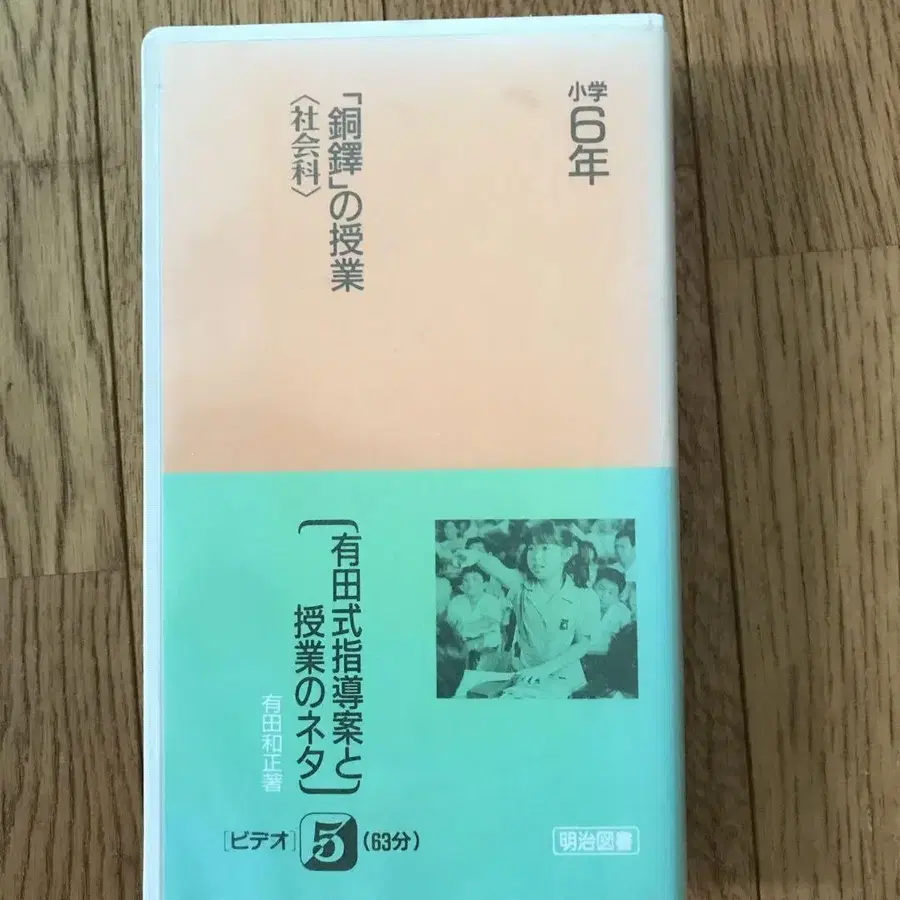 小学
6年
「銅鐸」の授業
〈社会科〉
〔有田式指導案と
授業のネタ〕
有田和正著
[ビデオ] 5 (63分)
明治図書